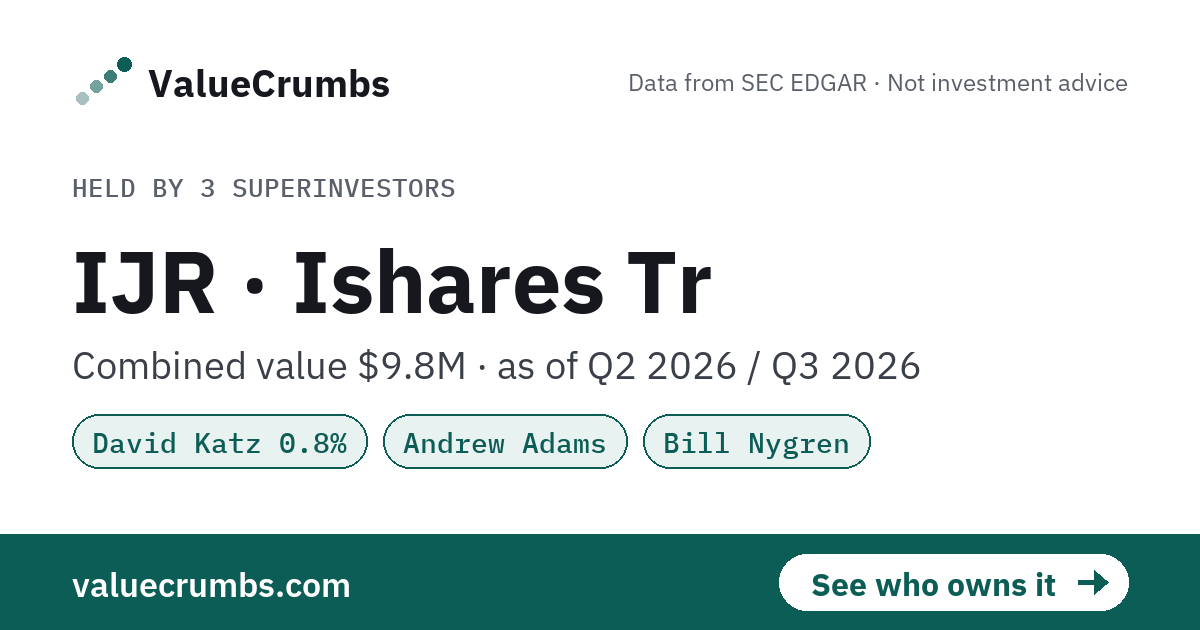 ValueCrumbs
Data from SEC EDGAR · Not investment advice
HELD BY 3 SUPERINVESTORS
IJR · Ishares Tr
Combined value $9.8M · as of Q2 2026 / Q3 2026
David Katz 0.8%
Andrew Adams
Bill Nygren
valuecrumbs.com
See who owns it →